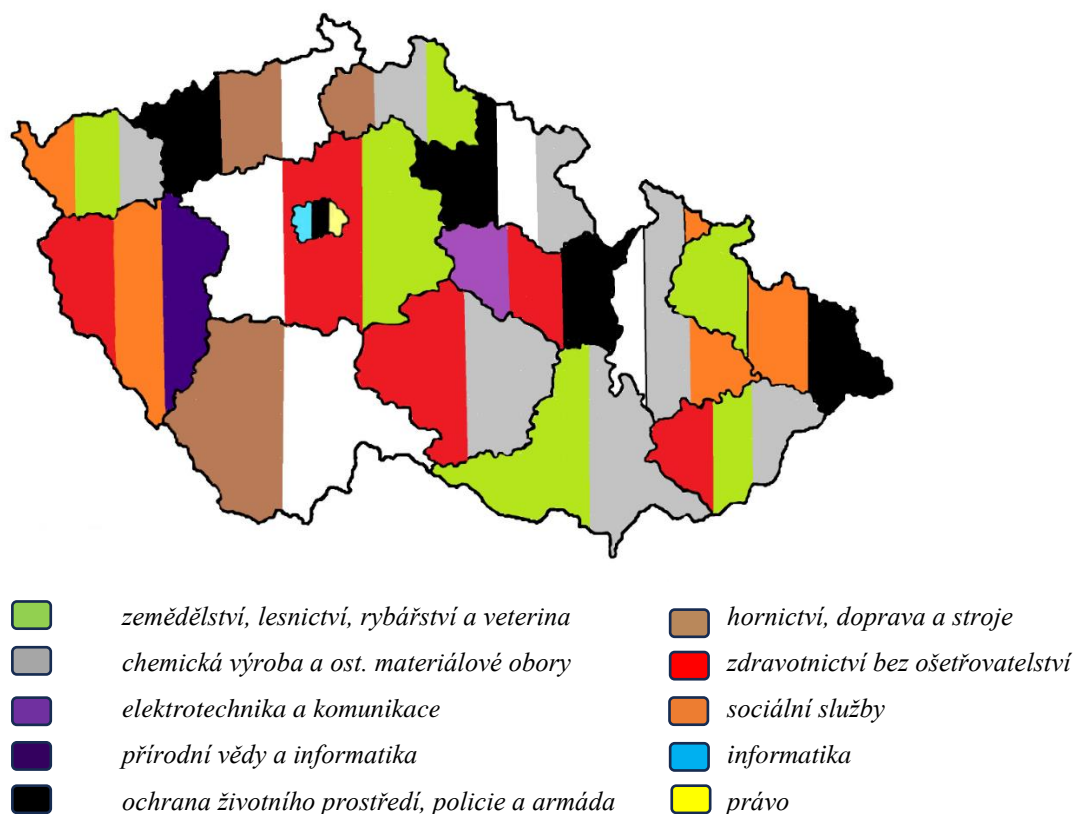 zemědělství, lesnictví, rybářství a veterina
chemická výroba a ost. materiálové obory
elektrotechnika a komunikace
přírodní vědy a informatika
ochrana životního prostředí, policie a armáda
hornictví, doprava a stroje
zdravotnictví bez ošetřovatelství
sociální služby
informatika
právo